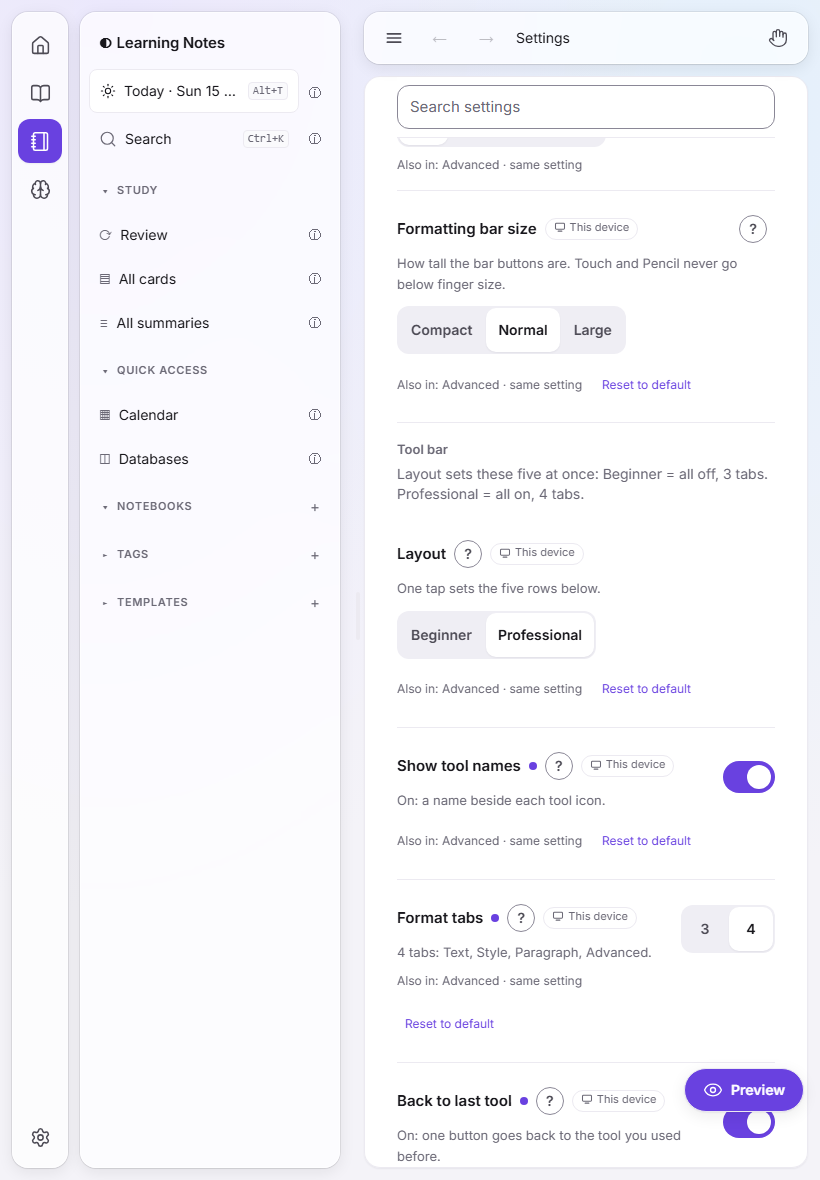 Learning Notes
Today · Sun 15 ... Alt+T
Search Ctrl+K
STUDY
Review
All cards
All summaries
QUICK ACCESS
Calendar
Databases
NOTEBOOKS +
TAGS +
TEMPLATES +
← → Settings
Search settings
Also in: Advanced · same setting
Formatting bar size This device ?
How tall the bar buttons are. Touch and Pencil never go
below finger size.
Compact Normal Large
Also in: Advanced · same setting Reset to default
Tool bar
Layout sets these five at once: Beginner = all off, 3 tabs.
Professional = all on, 4 tabs.
Layout ? This device
One tap sets the five rows below.
Beginner Professional
Also in: Advanced · same setting Reset to default
Show tool names ? This device
On: a name beside each tool icon.
Also in: Advanced · same setting Reset to default
Format tabs ? This device 3 4
4 tabs: Text, Style, Paragraph, Advanced.
Also in: Advanced · same setting
Reset to default
Preview
Back to last tool ? This device
On: one button goes back to the tool you used
before.